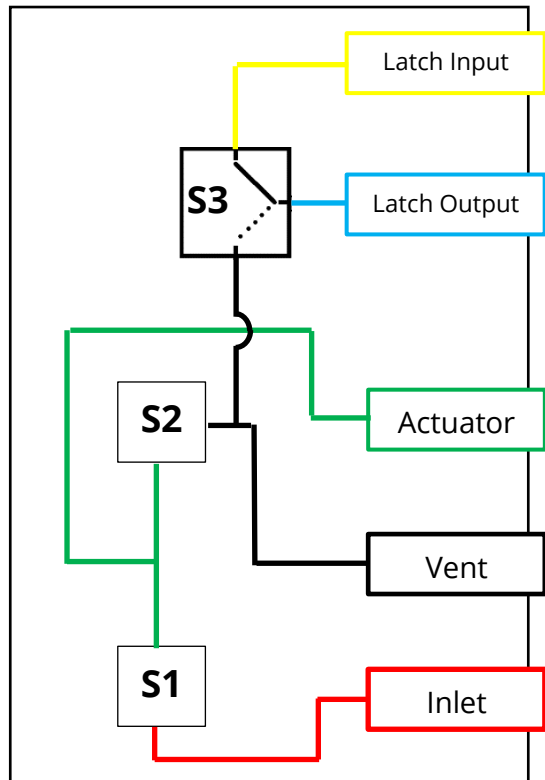 Latch Input
S3
Latch Output
S2
Actuator
Vent
S1
Inlet